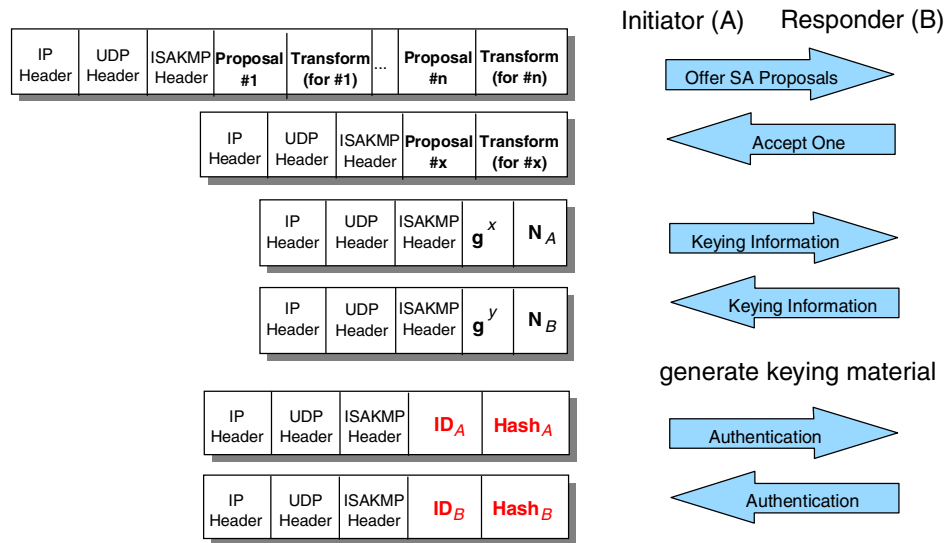 Initiator (A) Responder (B)
IP Header UDP Header ISAKMP Header Proposal #1 Transform (for #1) ... Proposal #n Transform (for #n)
Offer SA Proposals
IP Header UDP Header ISAKMP Header Proposal #x Transform (for #x)
Accept One
IP Header UDP Header ISAKMP Header g^x N_A
Keying Information
IP Header UDP Header ISAKMP Header g^y N_B
Keying Information
generate keying material
IP Header UDP Header ISAKMP Header ID_A Hash_A
Authentication
IP Header UDP Header ISAKMP Header ID_B Hash_B
Authentication